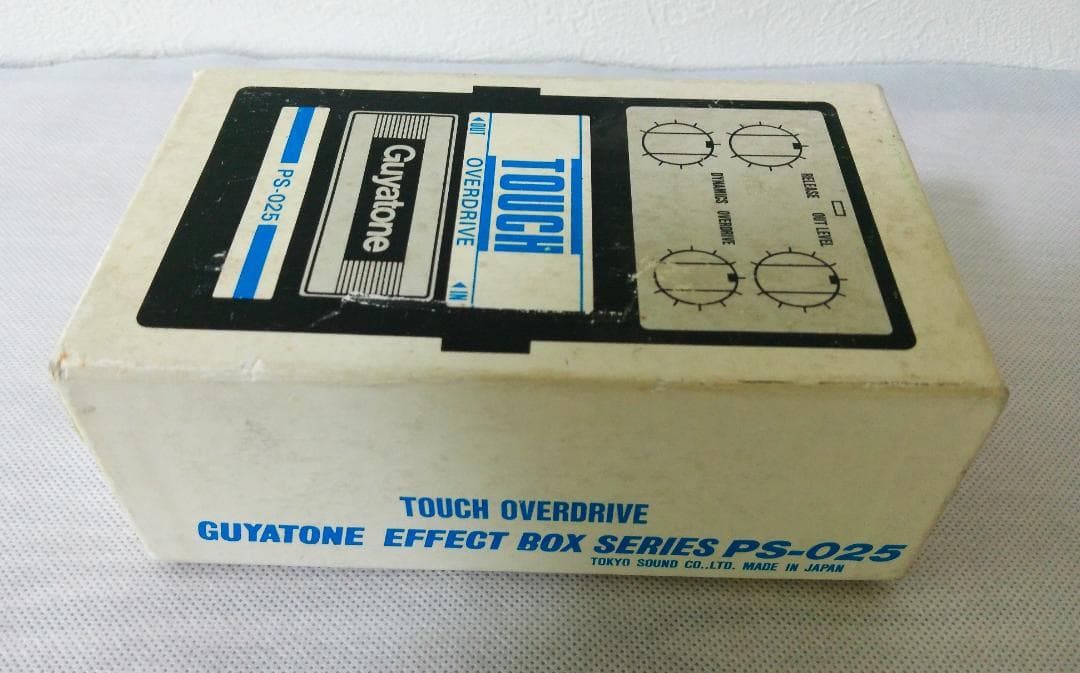 RELEASE OUT LEVEL
DYNAMICS OVERDRIVE
TOUCH
OVERDRIVE
◀OUT ◀IN
Guyatone
PS-025
TOUCH OVERDRIVE
GUYATONE EFFECT BOX SERIES PS-025
TOKYO SOUND CO.,LTD. MADE IN JAPAN